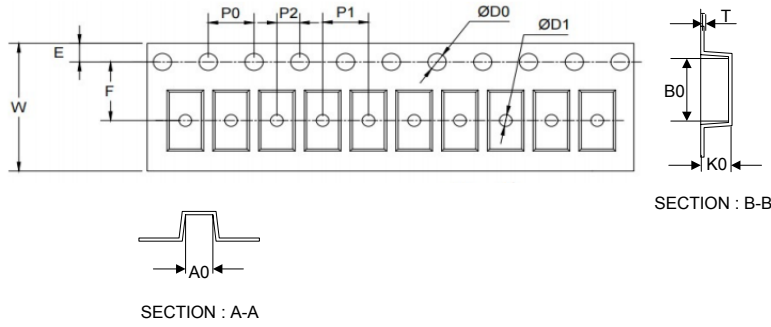 P0 P2 P1 ØD0 ØD1 T
E
F
W
B0
K0
SECTION : B-B
A0
SECTION : A-A